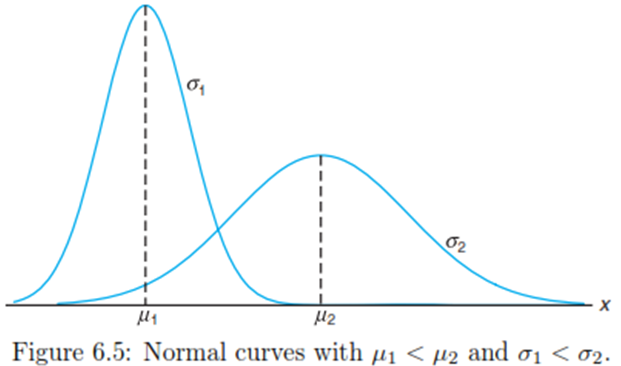 σ₁
σ₂
x
μ₁
μ₂
Figure 6.5: Normal curves with μ₁ < μ₂ and σ₁ < σ₂.